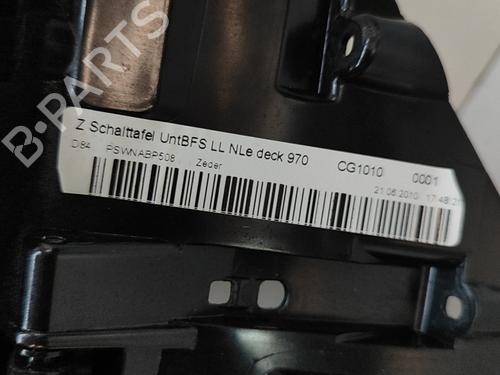 B-PARTS
Z Schalttafel UntBFS LL NLe deck 970 CG1010 0001
D84 PSWNABP508 Zeder 21.06.2010 17:48:21